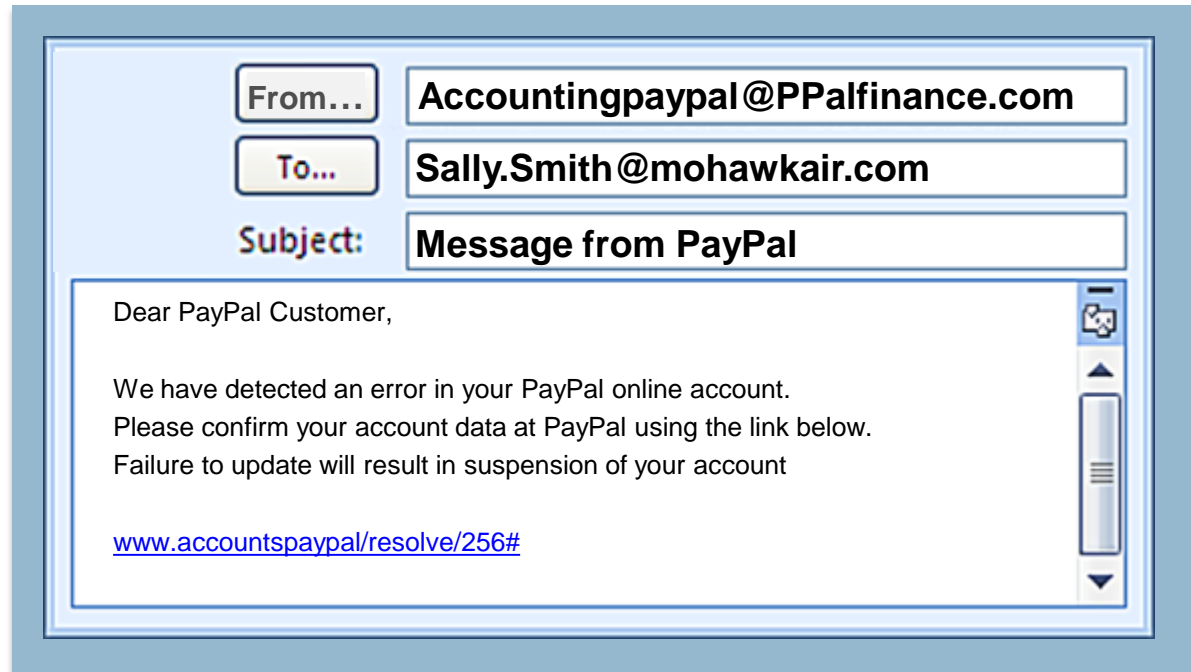 From... Accountingpaypal@PPalfinance.com
To... Sally.Smith@mohawkair.com
Subject: Message from PayPal
Dear PayPal Customer,
We have detected an error in your PayPal online account.
Please confirm your account data at PayPal using the link below.
Failure to update will result in suspension of your account
www.accountspaypal/resolve/256#